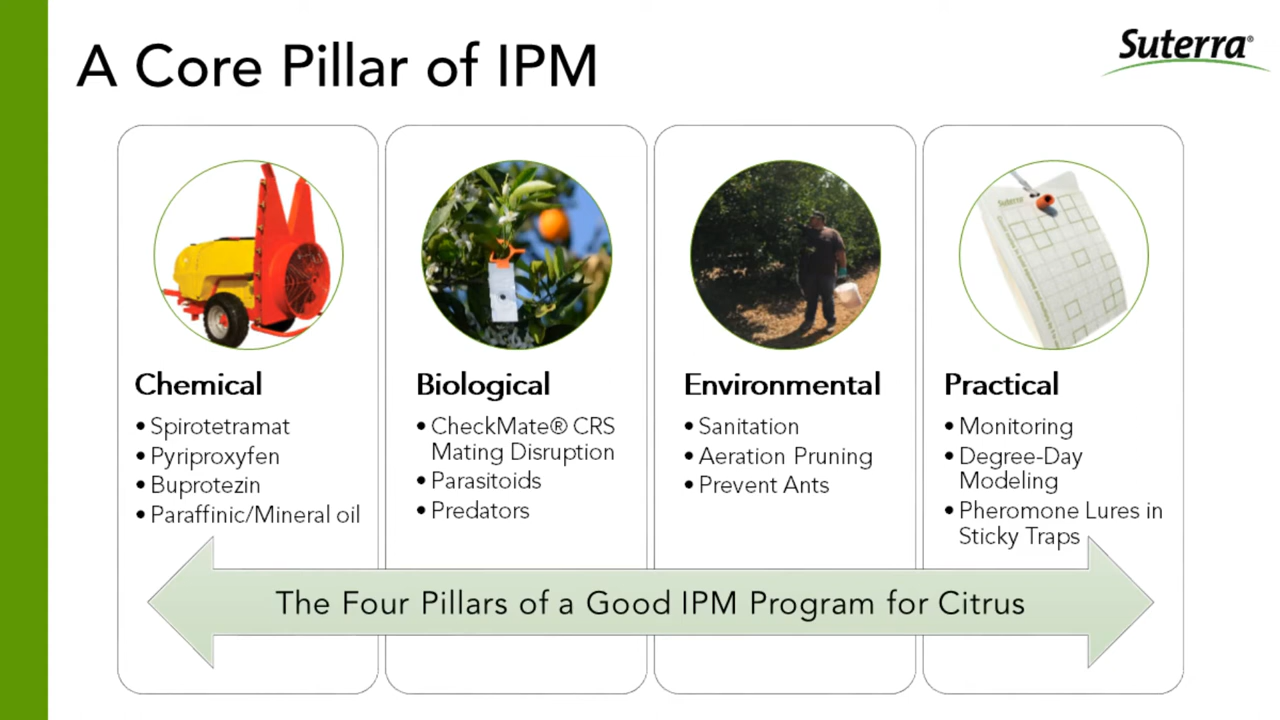 A Core Pillar of IPM
Suterra®
Suterra
Chemical
• Spirotetramat
• Pyriproxyfen
• Buprotezin
• Paraffinic/Mineral oil
Biological
• CheckMate® CRS
Mating Disruption
• Parasitoids
• Predators
Environmental
• Sanitation
• Aeration Pruning
• Prevent Ants
Practical
• Monitoring
• Degree-Day
Modeling
• Pheromone Lures in
Sticky Traps
The Four Pillars of a Good IPM Program for Citrus